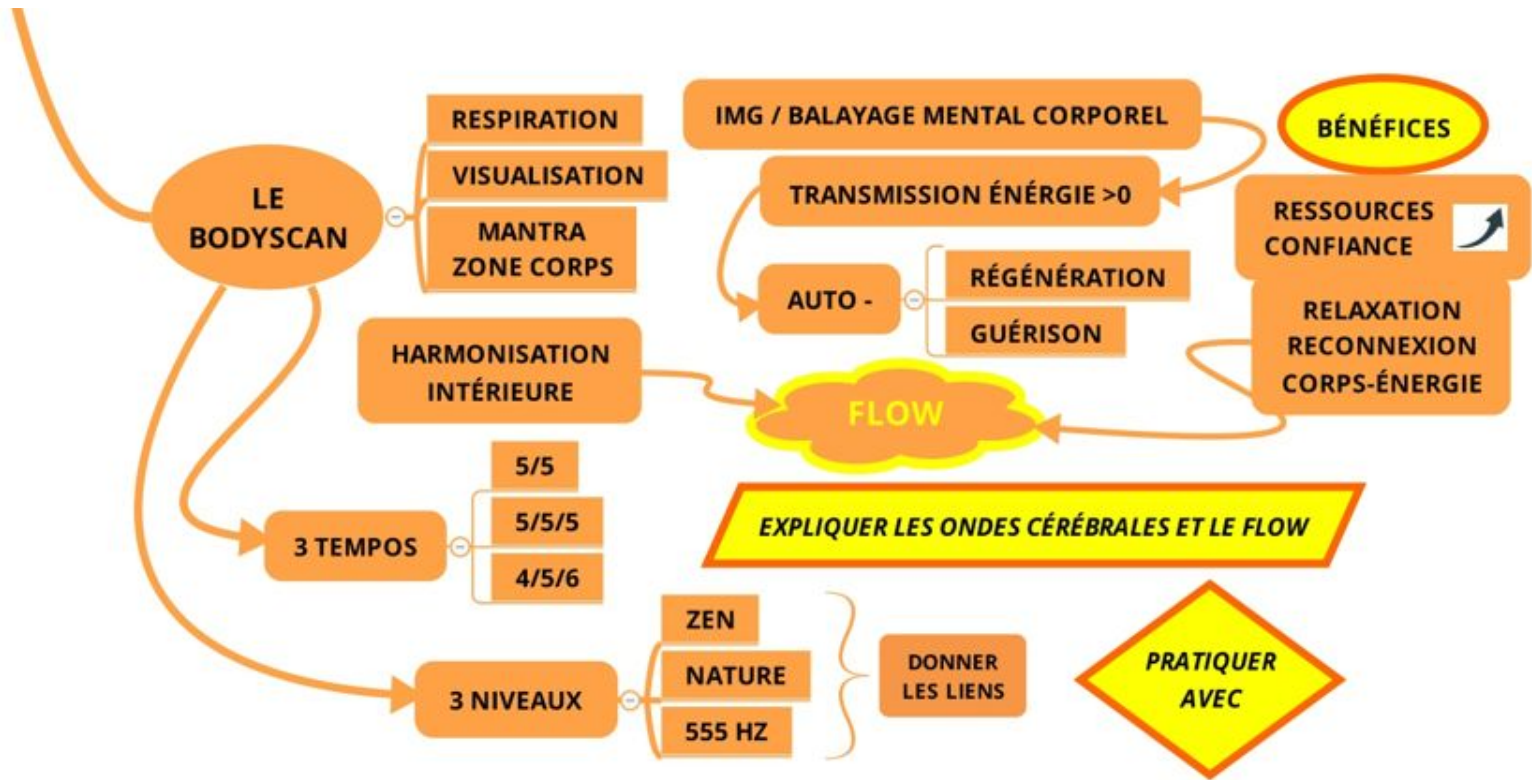 LE
BODYSCAN
RESPIRATION
VISUALISATION
MANTRA
ZONE CORPS
IMG / BALAYAGE MENTAL CORPOREL
TRANSMISSION ÉNÉRGIE >0
AUTO -
RÉGÉNÉRATION
GUÉRISON
BÉNÉFICES
RESSOURCES
CONFIANCE
RELAXATION
RECONNEXION
CORPS-ÉNERGIE
HARMONISATION
INTÉRIEURE
FLOW
3 TEMPOS
5/5
5/5/5
4/5/6
EXPLIQUER LES ONDES CÉRÉBRALES ET LE FLOW
3 NIVEAUX
ZEN
NATURE
555 HZ
DONNER
LES LIENS
PRATIQUER
AVEC